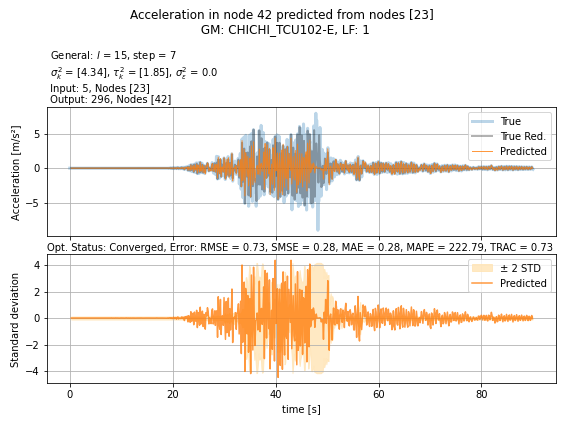 Acceleration in node 42 predicted from nodes [23]
GM: CHICHI_TCU102-E, LF: 1
General: l = 15, step = 7
σ²ₖ = [4.34], τ²ₖ = [1.85], σ²ε = 0.0
Input: 5, Nodes [23]
Output: 296, Nodes [42]
Acceleration [m/s²]
5
0
−5
True
True Red.
Predicted
Opt. Status: Converged, Error: RMSE = 0.73, SMSE = 0.28, MAE = 0.28, MAPE = 222.79, TRAC = 0.73
Standard deviation
4
2
0
−2
−4
± 2 STD
Predicted
0 20 40 60 80
time [s]